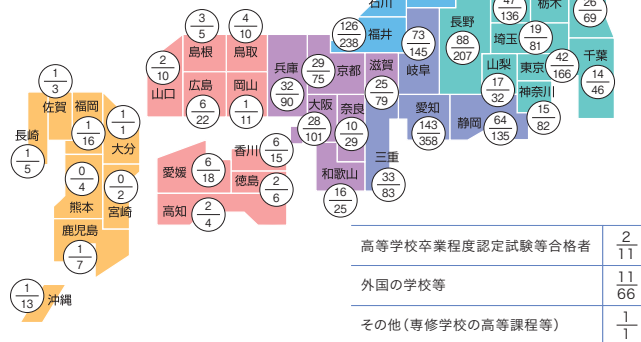 石川
47
136
栃木
26
69
長野
88
207
126
238
福井
73
145
埼玉
19
81
3
5
島根
4
10
鳥取
千葉
14
46
山梨
17
32
東京
42
166
2
10
山口
兵庫
32
90
29
75
京都
滋賀
25
79
岐阜
神奈川
15
82
1
3
佐賀
福岡
1
16
広島
6
22
岡山
1
11
大阪
28
101
奈良
10
29
愛知
143
358
静岡
64
135
1
1
大分
長崎
1
5
香川
6
15
三重
33
83
愛媛
6
18
徳島
2
6
和歌山
16
25
0
4
熊本
0
2
宮崎
高知
2
4
鹿児島
1
7
1
13
沖縄
高等学校卒業程度認定試験等合格者
2
11
外国の学校等
11
66
その他(専修学校の高等課程等)
1
1